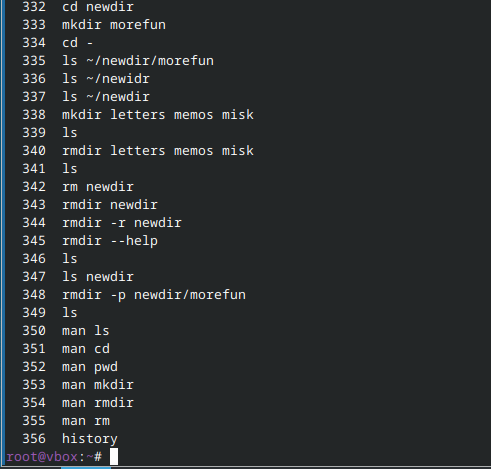 332 cd newdir
333 mkdir morefun
334 cd -
335 ls ~/newdir/morefun
336 ls ~/newidr
337 ls ~/newdir
338 mkdir letters memos misk
339 ls
340 rmdir letters memos misk
341 ls
342 rm newdir
343 rmdir newdir
344 rmdir -r newdir
345 rmdir --help
346 ls
347 ls newdir
348 rmdir -p newdir/morefun
349 ls
350 man ls
351 man cd
352 man pwd
353 man mkdir
354 man rmdir
355 man rm
356 history
root@vbox:~#